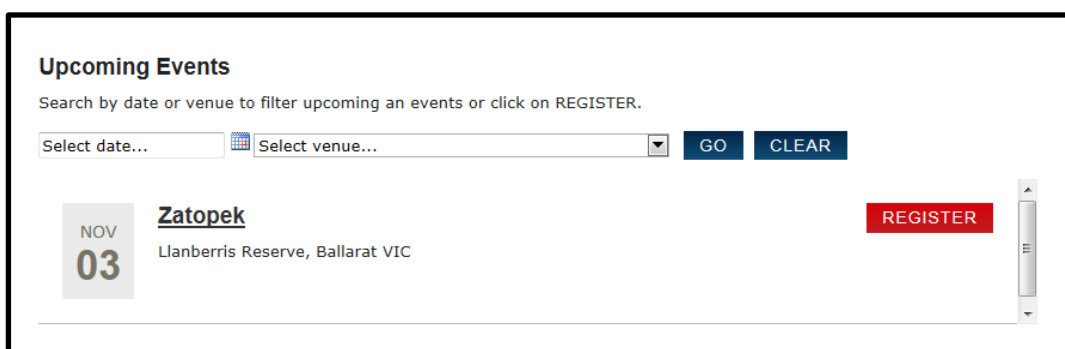 Upcoming Events
Search by date or venue to filter upcoming an events or click on REGISTER.
Select date... Select venue... GO CLEAR
NOV
03
Zatopek
Llanberris Reserve, Ballarat VIC
REGISTER